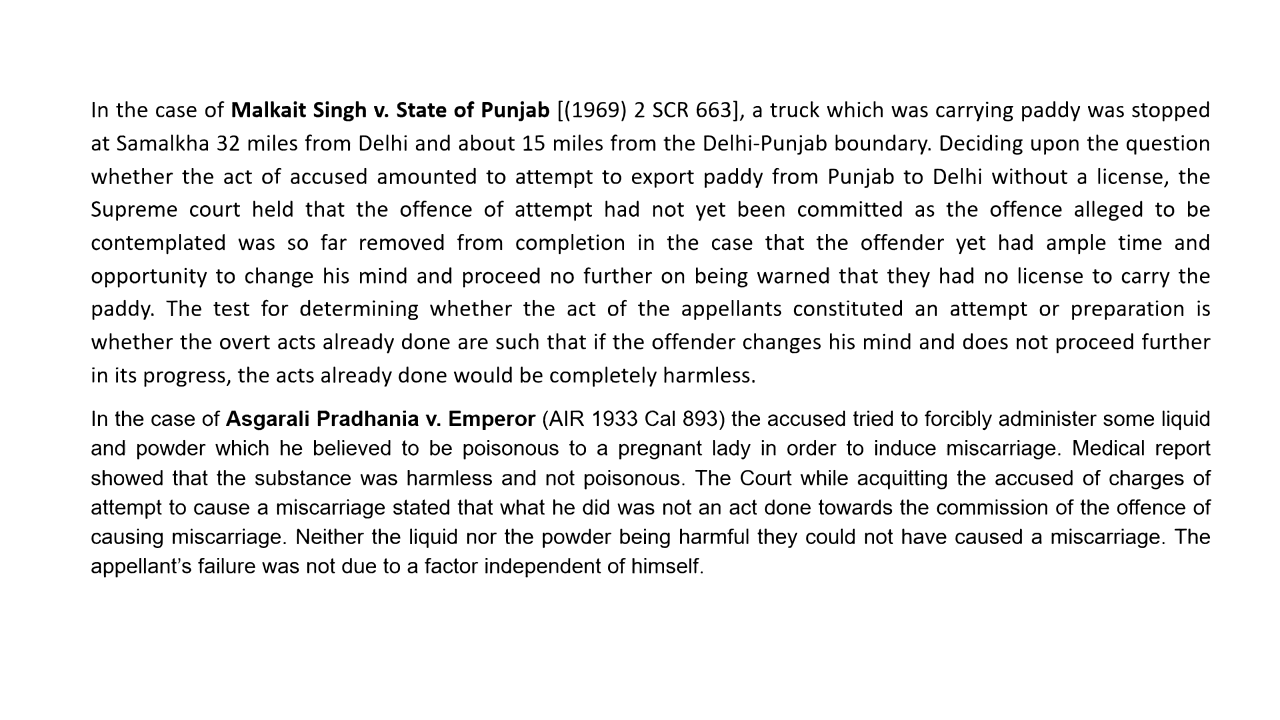 In the case of Malkait Singh v. State of Punjab [(1969) 2 SCR 663], a truck which was carrying paddy was stopped
at Samalkha 32 miles from Delhi and about 15 miles from the Delhi-Punjab boundary. Deciding upon the question
whether the act of accused amounted to attempt to export paddy from Punjab to Delhi without a license, the
Supreme court held that the offence of attempt had not yet been committed as the offence alleged to be
contemplated was so far removed from completion in the case that the offender yet had ample time and
opportunity to change his mind and proceed no further on being warned that they had no license to carry the
paddy. The test for determining whether the act of the appellants constituted an attempt or preparation is
whether the overt acts already done are such that if the offender changes his mind and does not proceed further
in its progress, the acts already done would be completely harmless.
In the case of Asgarali Pradhania v. Emperor (AIR 1933 Cal 893) the accused tried to forcibly administer some liquid
and powder which he believed to be poisonous to a pregnant lady in order to induce miscarriage. Medical report
showed that the substance was harmless and not poisonous. The Court while acquitting the accused of charges of
attempt to cause a miscarriage stated that what he did was not an act done towards the commission of the offence of
causing miscarriage. Neither the liquid nor the powder being harmful they could not have caused a miscarriage. The
appellant’s failure was not due to a factor independent of himself.